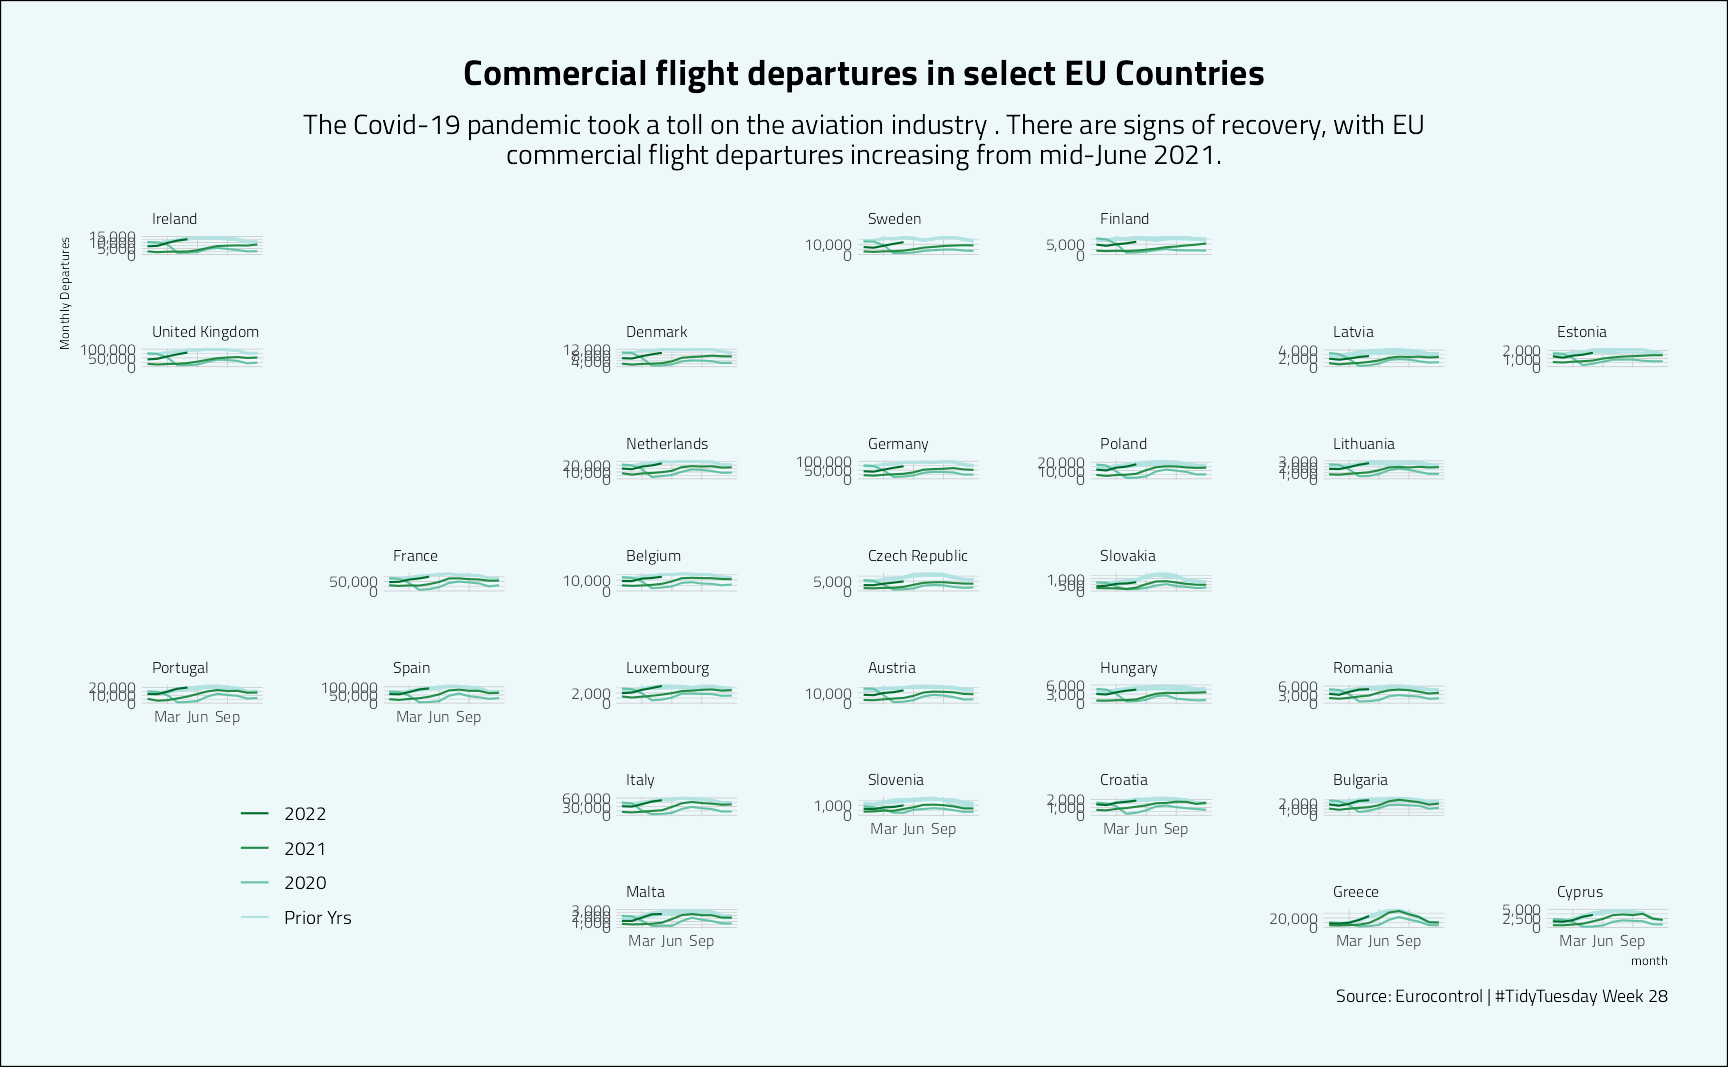 Commercial flight departures in select EU Countries
The Covid-19 pandemic took a toll on the aviation industry . There are signs of recovery, with EU
commercial flight departures increasing from mid-June 2021.
Monthly Departures
Ireland
15,000
10,000
5,000
0
Sweden
10,000
0
Finland
5,000
0
United Kingdom
100,000
50,000
0
Denmark
12,000
8,000
4,000
0
Latvia
4,000
2,000
0
Estonia
2,000
1,000
0
Netherlands
20,000
10,000
0
Germany
100,000
50,000
0
Poland
20,000
10,000
0
Lithuania
3,000
2,000
1,000
0
France
50,000
0
Belgium
10,000
0
Czech Republic
5,000
0
Slovakia
1,000
500
0
Portugal
20,000
10,000
0
Mar Jun Sep
Spain
100,000
50,000
0
Mar Jun Sep
Luxembourg
2,000
0
Austria
10,000
0
Hungary
6,000
3,000
0
Romania
6,000
3,000
0
Italy
60,000
30,000
0
Slovenia
1,000
0
Mar Jun Sep
Croatia
2,000
1,000
0
Mar Jun Sep
Bulgaria
2,000
1,000
0
2022
2021
2020
Prior Yrs
Malta
3,000
2,000
1,000
0
Mar Jun Sep
Greece
20,000
0
Mar Jun Sep
Cyprus
5,000
2,500
0
Mar Jun Sep
month
Source: Eurocontrol | #TidyTuesday Week 28